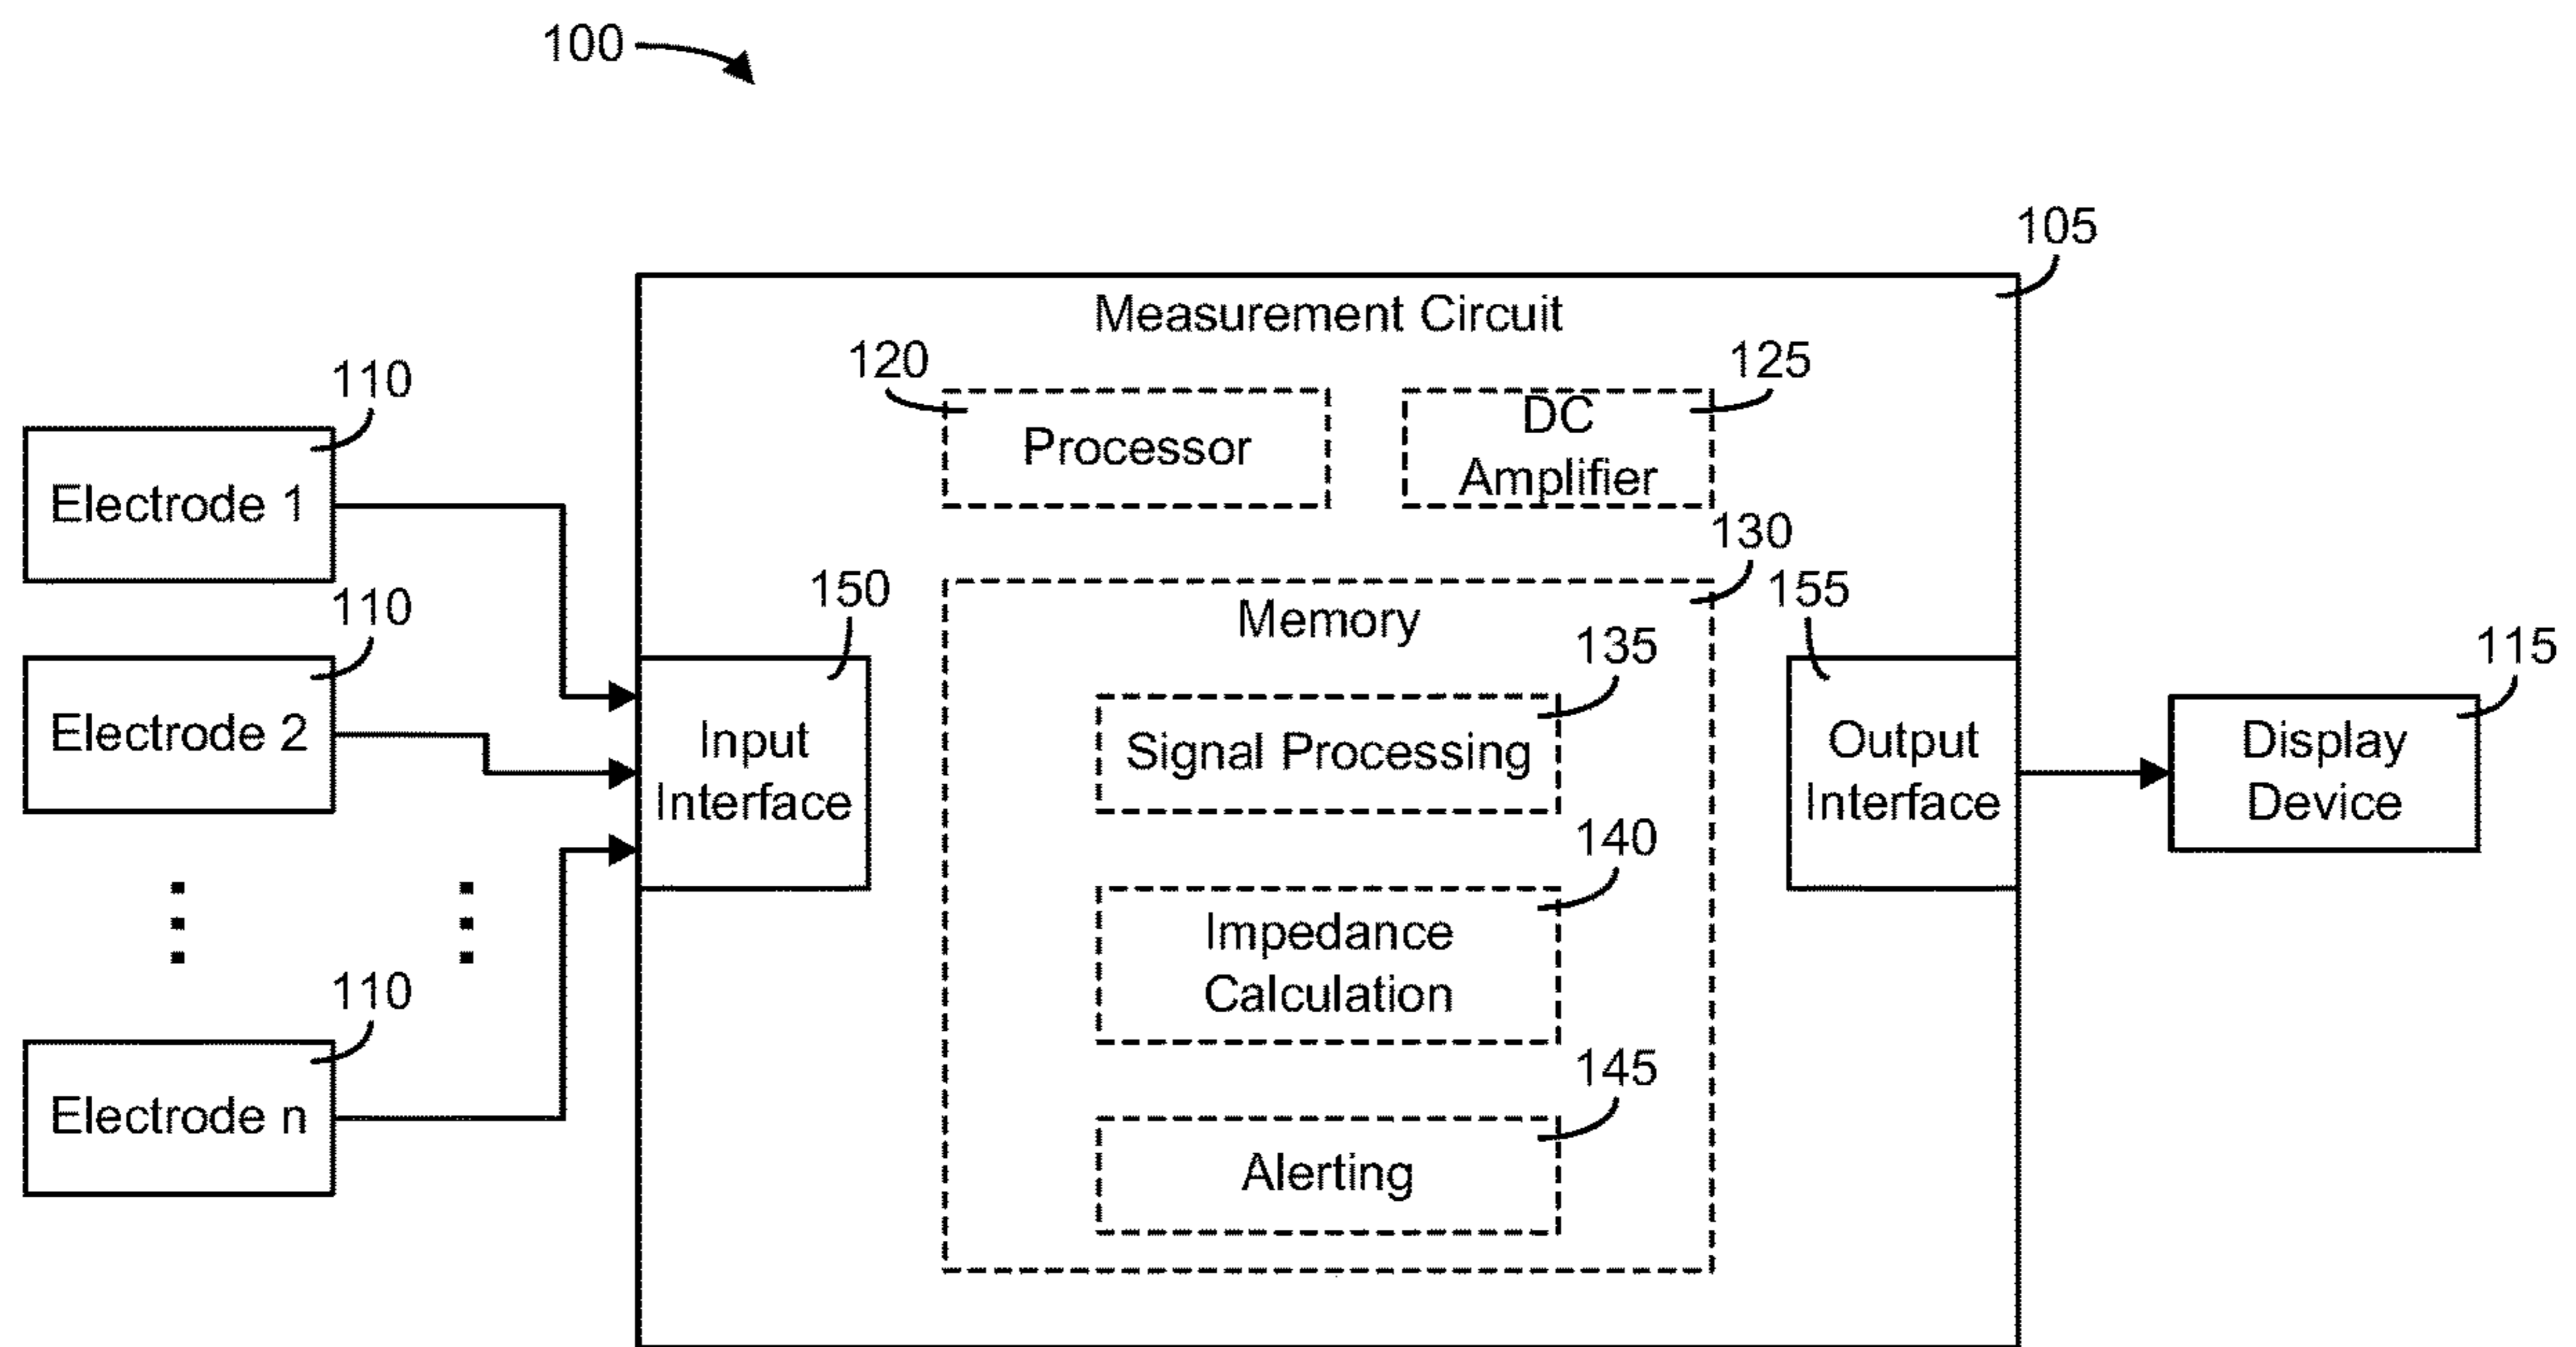 100
105
Measurement Circuit
120
125
110
Processor
DC
Amplifier
Electrode 1
130
110
150
155
Memory
135
115
Electrode 2
Input
Interface
Signal Processing
Output
Interface
Display
Device
140
Impedance
Calculation
110
145
Electrode n
Alerting